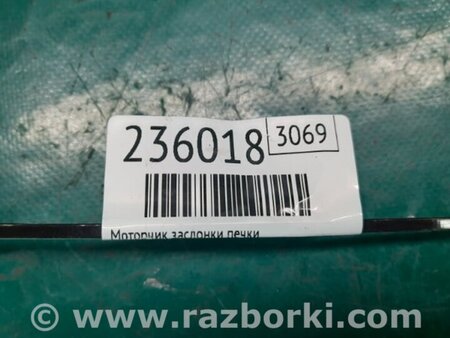 236018 3069
Моторчик заслонки печки
© www.razborki.com